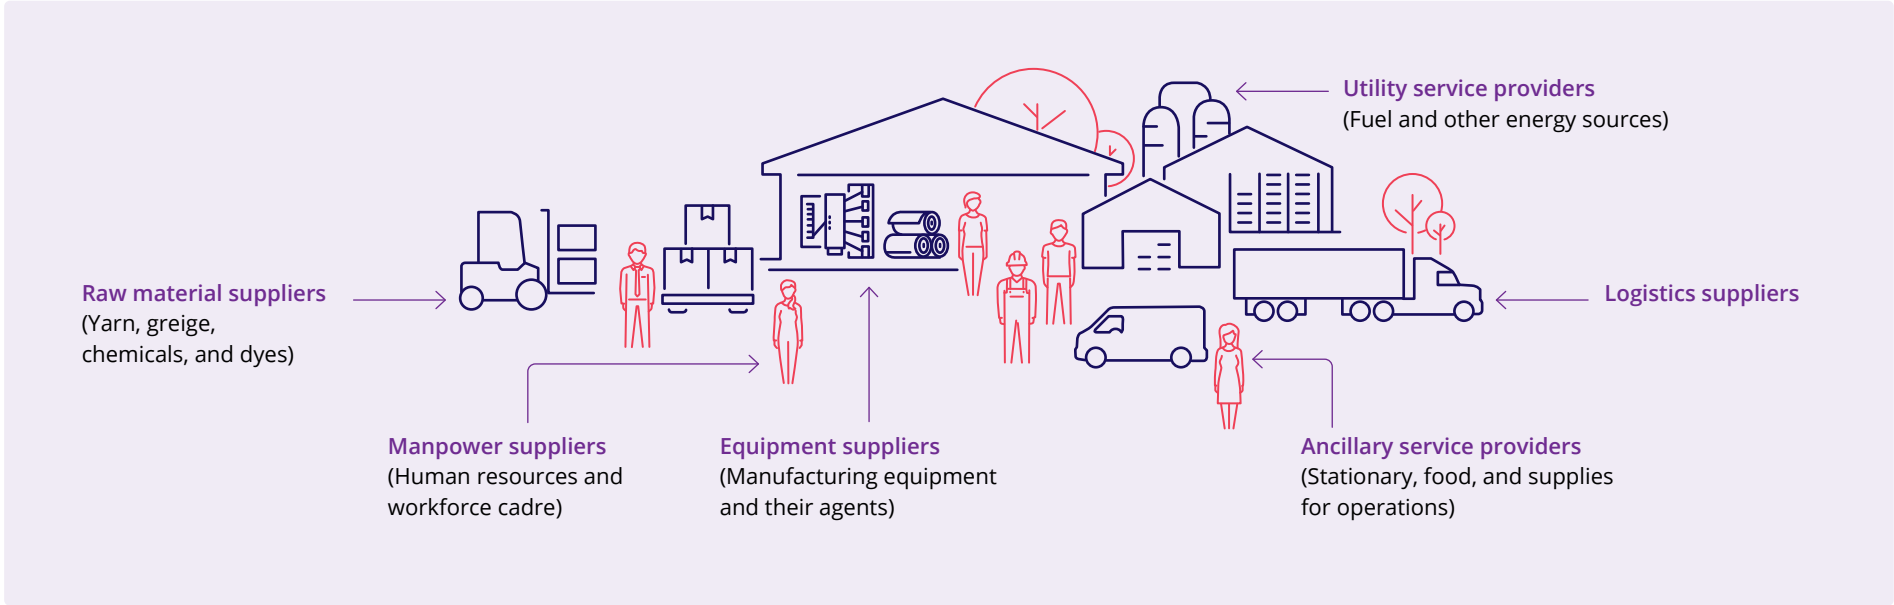 Utility service providers
(Fuel and other energy sources)
Raw material suppliers
(Yarn, greige,
chemicals, and dyes)
Logistics suppliers
Manpower suppliers
(Human resources and
workforce cadre)
Equipment suppliers
(Manufacturing equipment
and their agents)
Ancillary service providers
(Stationary, food, and supplies
for operations)